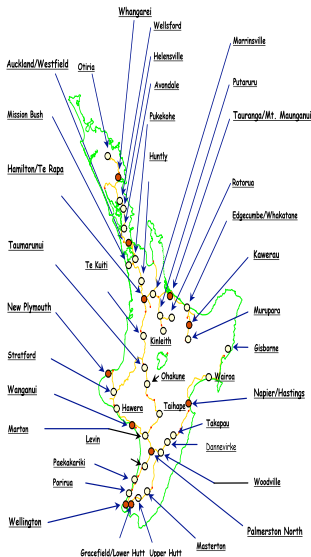 Whangarei
Wellsford
Helensville
Avondale
Pukekohe
Huntly
Auckland/Westfield
Otiria
Mission Bush
Hamilton/Te Rapa
Morrinsville
Putaruru
Tauranga/Mt. Maunganui
Rotorua
Edgecumbe/Whakatane
Kawerau
Murupara
Gisborne
Taumarunui
Te Kuiti
Kinleith
New Plymouth
Ohakune
Wairoa
Stratford
Wanganui
Hawera
Taihape
Napier/Hastings
Takapau
Dannevirke
Marton
Levin
Paekakariki
Porirua
Woodville
Wellington
Palmerston North
Masterton
Gracefield/Lower Hutt
Upper Hutt